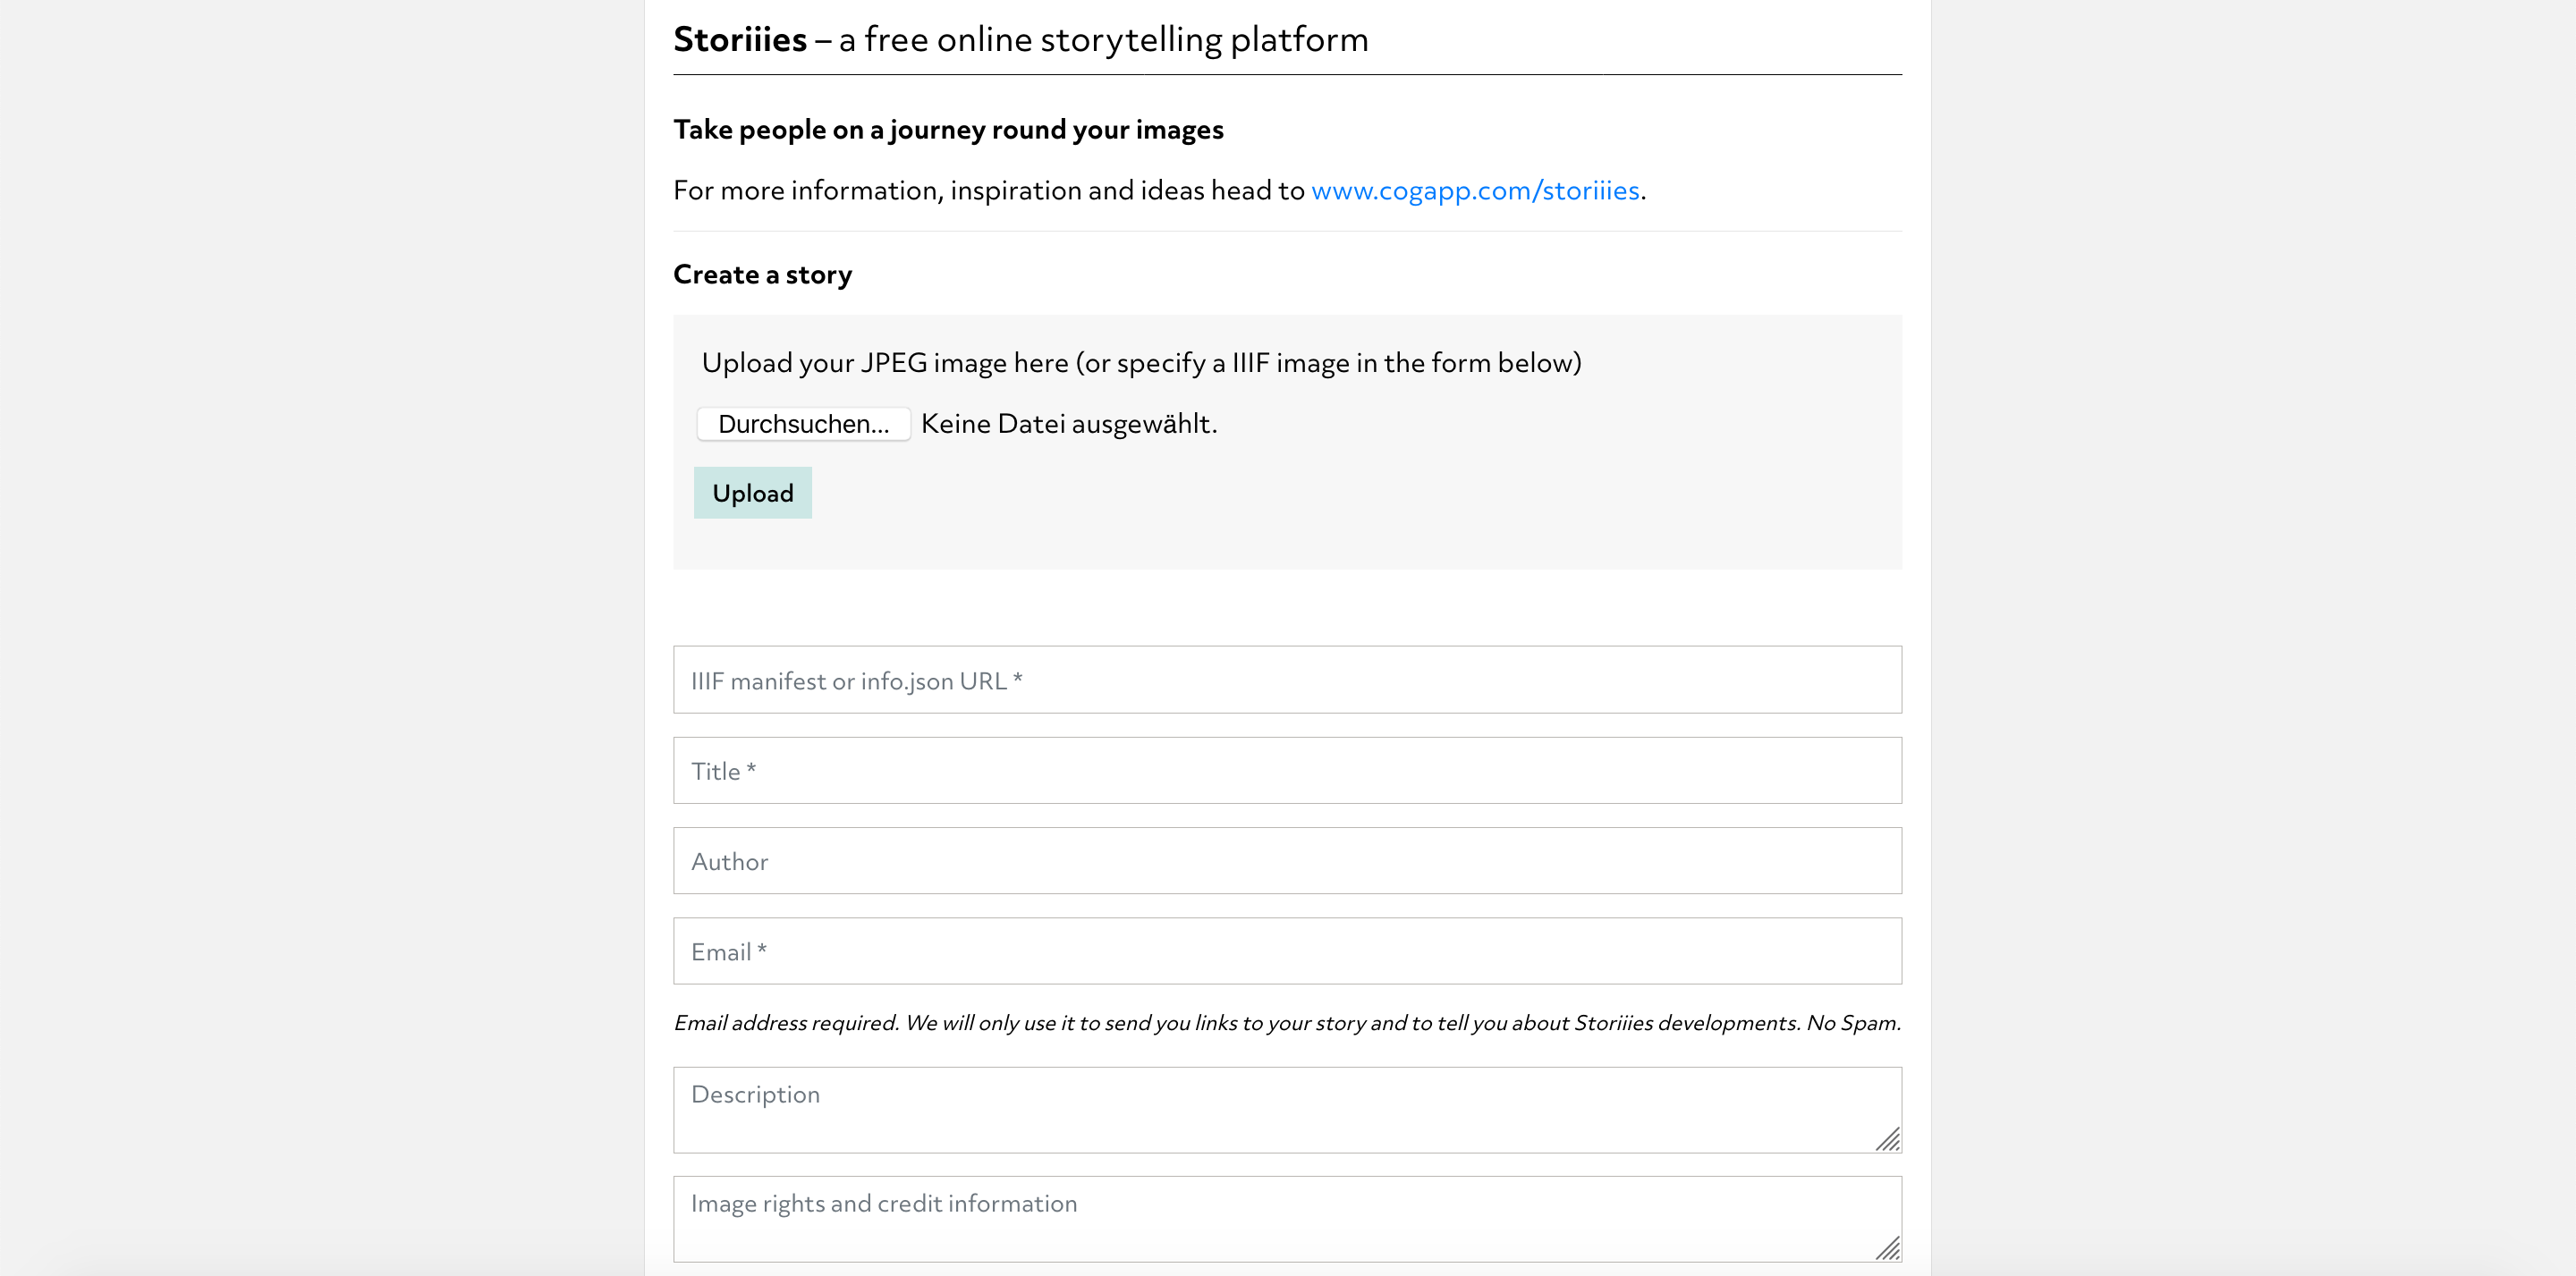 Storiiies – a free online storytelling platform
Take people on a journey round your images
For more information, inspiration and ideas head to www.cogapp.com/storiiies.
Create a story
Upload your JPEG image here (or specify a IIIF image in the form below)
Durchsuchen... Keine Datei ausgewählt.
Upload
IIIF manifest or info.json URL *
Title *
Author
Email *
Email address required. We will only use it to send you links to your story and to tell you about Storiiies developments. No Spam.
Description
Image rights and credit information